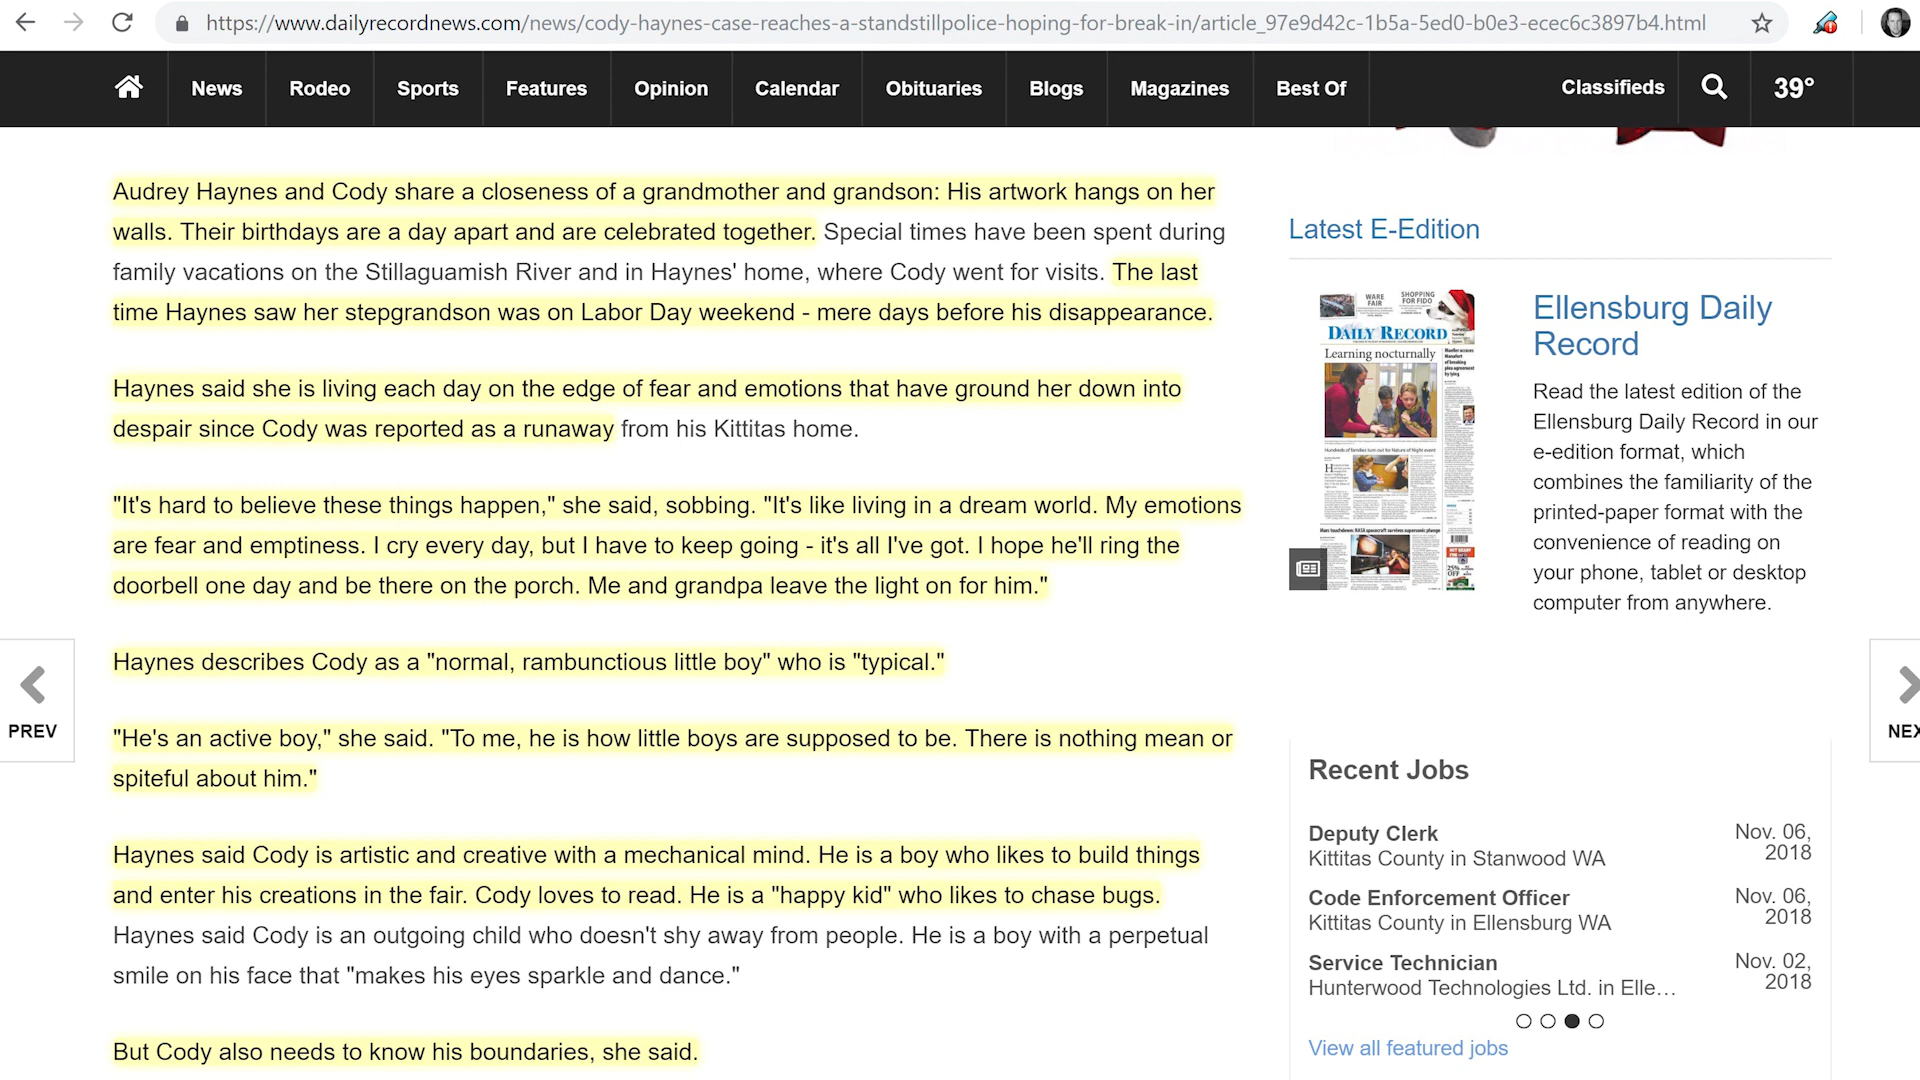 https://www.dailyrecordnews.com/news/cody-haynes-case-reaches-a-standstillpolice-hoping-for-break-in/article_97e9d42c-1b5a-5ed0-b0e3-ecec6c3897b4.html
News Rodeo Sports Features Opinion Calendar Obituaries Blogs Magazines Best Of Classifieds 39°
Audrey Haynes and Cody share a closeness of a grandmother and grandson: His artwork hangs on her
walls. Their birthdays are a day apart and are celebrated together. Special times have been spent during
family vacations on the Stillaguamish River and in Haynes' home, where Cody went for visits. The last
time Haynes saw her stepgrandson was on Labor Day weekend - mere days before his disappearance.
Haynes said she is living each day on the edge of fear and emotions that have ground her down into
despair since Cody was reported as a runaway from his Kittitas home.
"It's hard to believe these things happen," she said, sobbing. "It's like living in a dream world. My emotions
are fear and emptiness. I cry every day, but I have to keep going - it's all I've got. I hope he'll ring the
doorbell one day and be there on the porch. Me and grandpa leave the light on for him."
Haynes describes Cody as a "normal, rambunctious little boy" who is "typical."
"He's an active boy," she said. "To me, he is how little boys are supposed to be. There is nothing mean or
spiteful about him."
Haynes said Cody is artistic and creative with a mechanical mind. He is a boy who likes to build things
and enter his creations in the fair. Cody loves to read. He is a "happy kid" who likes to chase bugs.
Haynes said Cody is an outgoing child who doesn't shy away from people. He is a boy with a perpetual
smile on his face that "makes his eyes sparkle and dance."
But Cody also needs to know his boundaries, she said.
PREV
NEX
Latest E-Edition
WARE
FAIR
SHOPPING
FOR FIDO
DAILY RECORD
Learning nocturnally
Ellensburg Daily
Record
Read the latest edition of the
Ellensburg Daily Record in our
e-edition format, which
combines the familiarity of the
printed-paper format with the
convenience of reading on
your phone, tablet or desktop
computer from anywhere.
Recent Jobs
Deputy Clerk
Kittitas County in Stanwood WA
Nov. 06,
2018
Code Enforcement Officer
Kittitas County in Ellensburg WA
Nov. 06,
2018
Service Technician
Hunterwood Technologies Ltd. in Elle…
Nov. 02,
2018
View all featured jobs